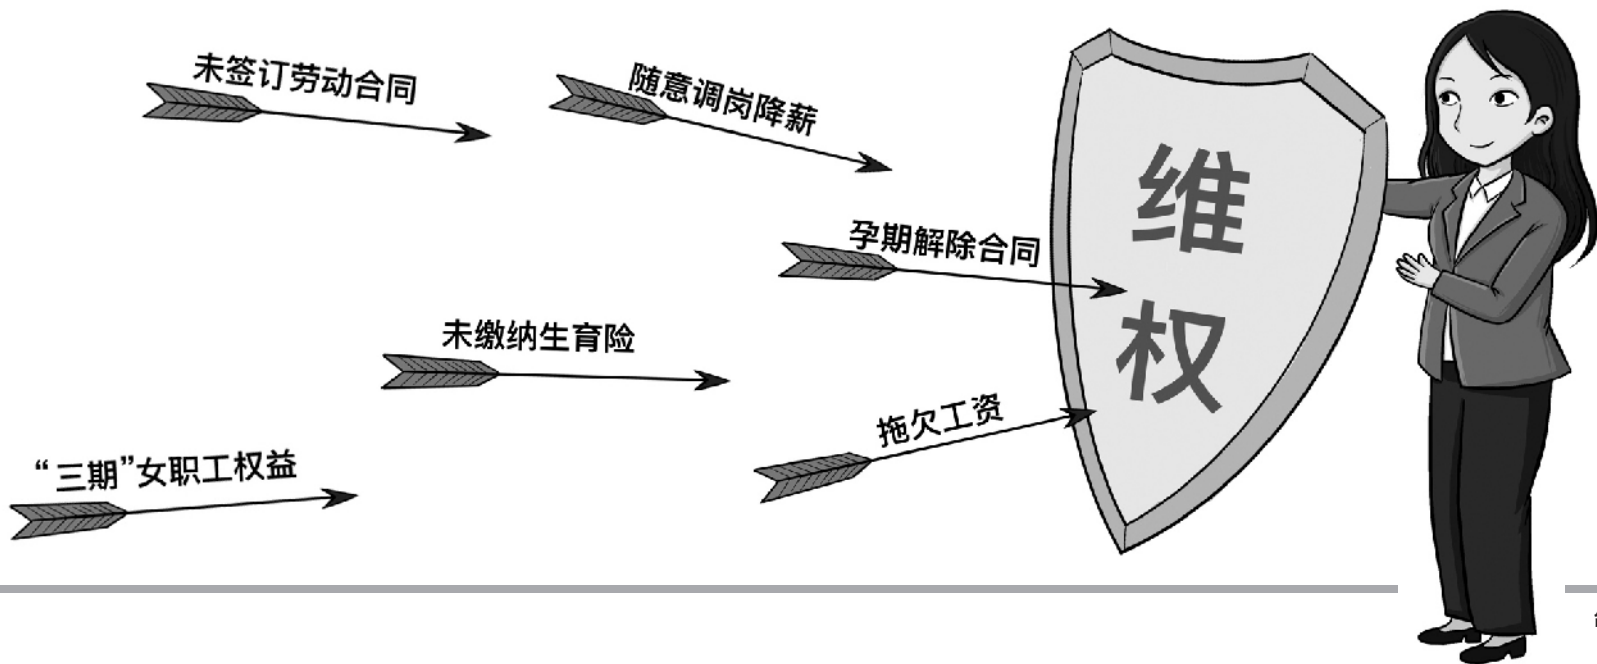 未签订劳动合同
随意调岗降薪
维
权
孕期解除合同
未缴纳生育险
拖欠工资
“三期”女职工权益